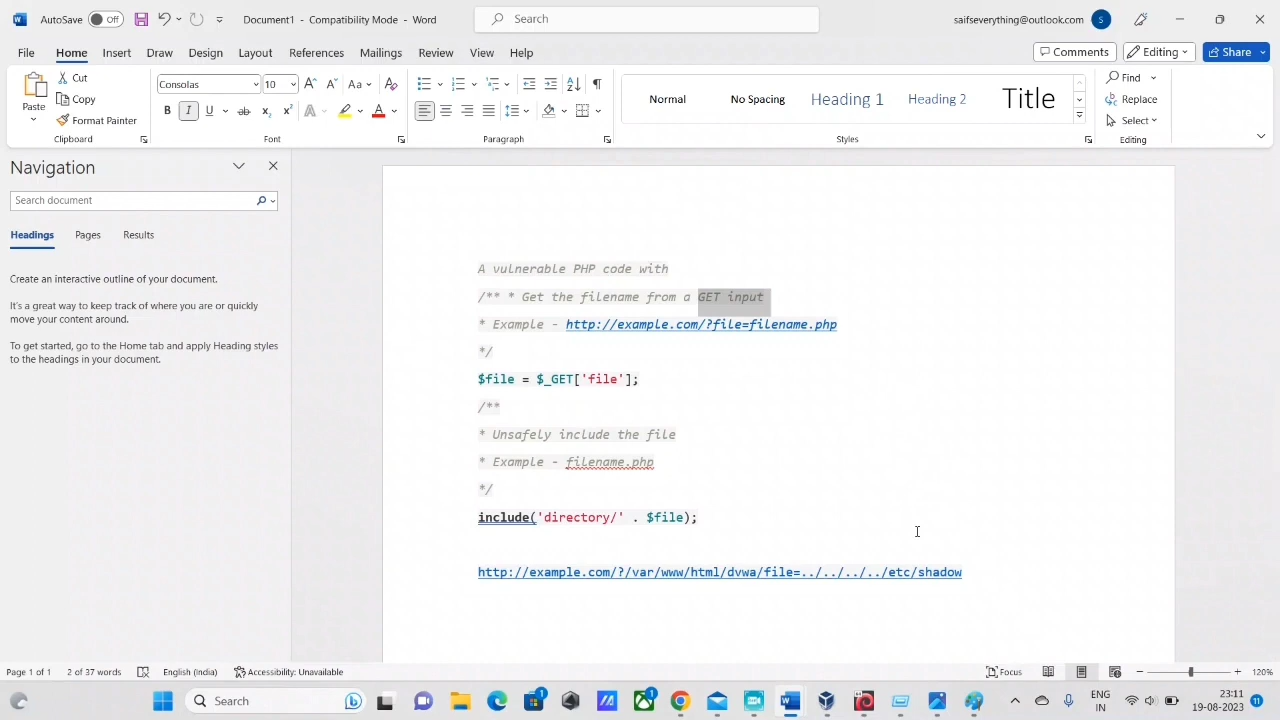 AutoSave Off Document1 - Compatibility Mode - Word Search saifseverything@outlook.com S
File Home Insert Draw Design Layout References Mailings Review View Help Comments Editing Share
Paste Cut Copy Format Painter Clipboard
Consolas 10 Font
Paragraph
Normal No Spacing Heading 1 Heading 2 Title Styles
Find Replace Select Editing
Navigation
Search document
Headings Pages Results
Create an interactive outline of your document.
It's a great way to keep track of where you are or quickly
move your content around.
To get started, go to the Home tab and apply Heading styles
to the headings in your document.
A vulnerable PHP code with
/** * Get the filename from a GET input
* Example - http://example.com/?file=filename.php
*/
$file = $_GET['file'];
/**
* Unsafely include the file
* Example - filename.php
*/
include('directory/' . $file);
http://example.com/?/var/www/html/dvwa/file=../../../../etc/shadow
Page 1 of 1 2 of 37 words English (India) Accessibility: Unavailable Focus 120%
Search 1 1 ENG 23:11
IN 19-08-2023 11